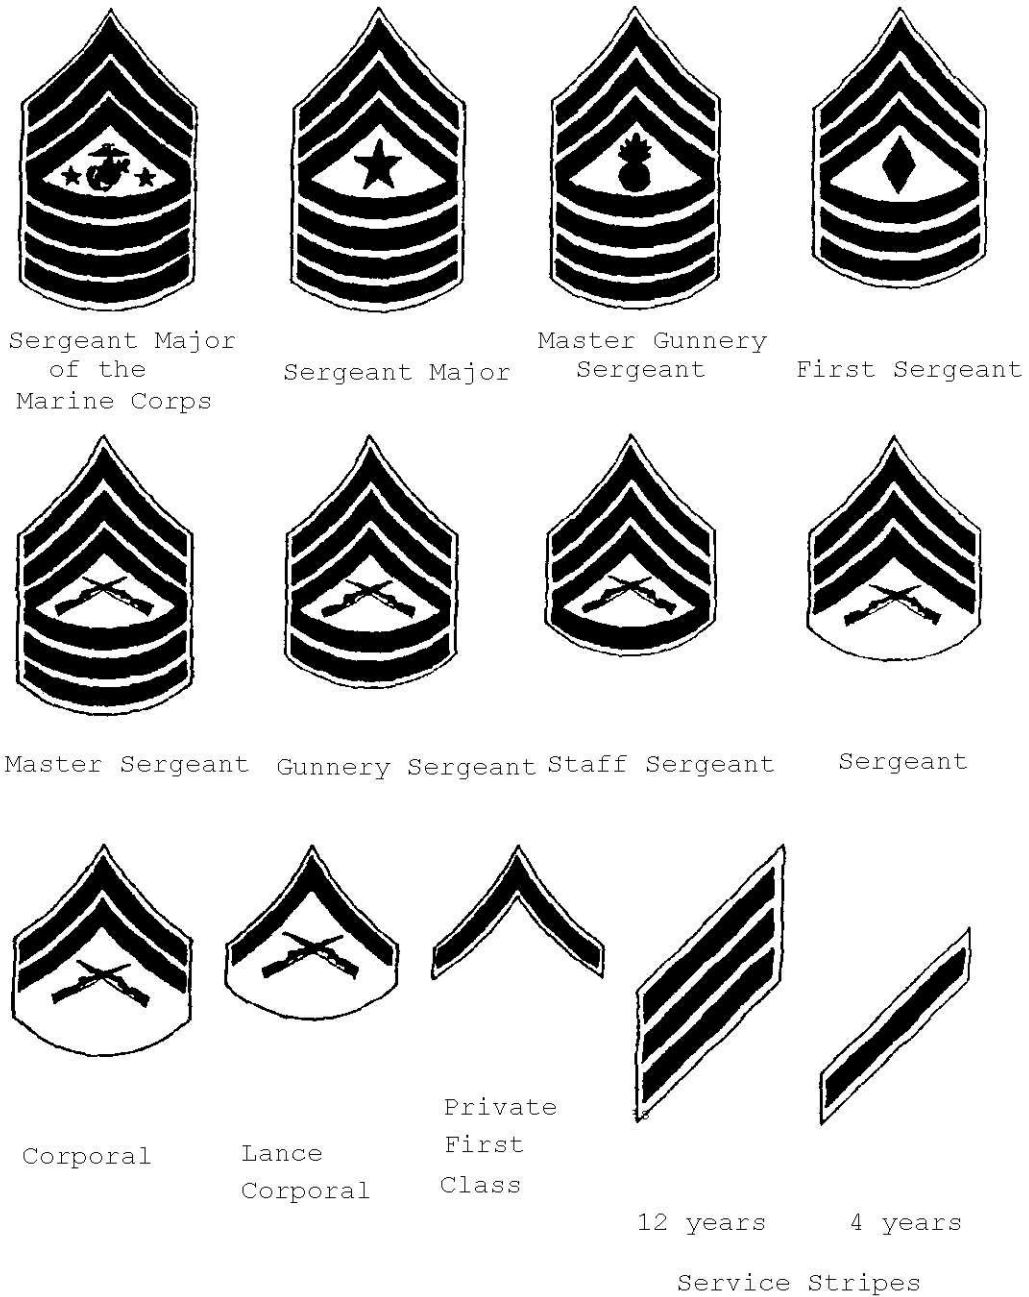 Sergeant Major
of the
Marine Corps
Sergeant Major
Master Gunnery
Sergeant
First Sergeant
Master Sergeant
Gunnery Sergeant
Staff Sergeant
Sergeant
Corporal
Lance
Corporal
Private
First
Class
12 years
4 years
Service Stripes